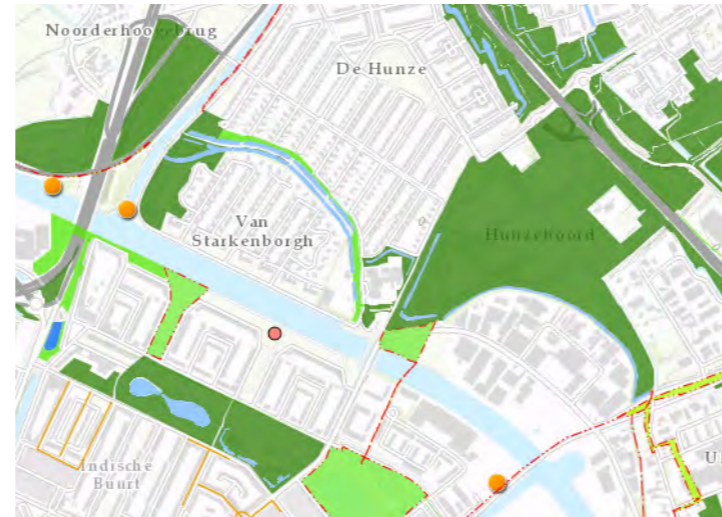 Noorderhoogebrug
De Hunze
Van
Starkenborgh
Hunzeboord
Indische
Buurt